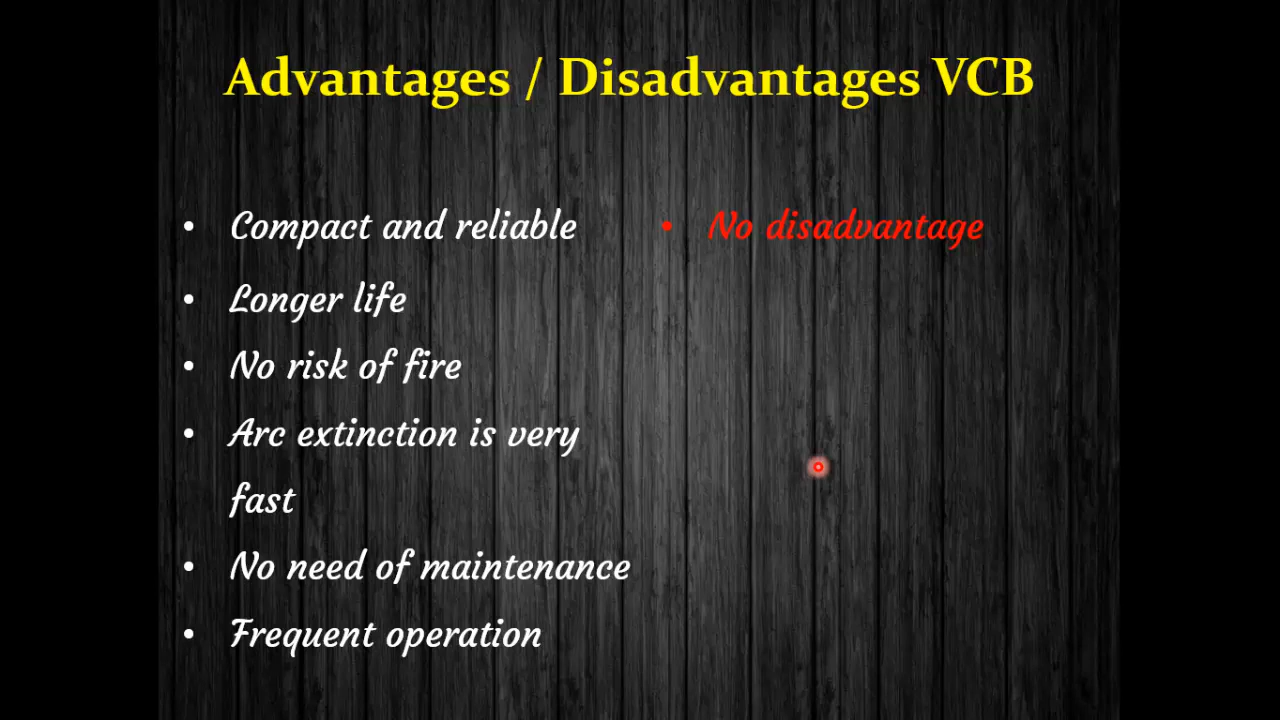 Advantages / Disadvantages VCB
• Compact and reliable
• Longer life
• No risk of fire
• Arc extinction is very
fast
• No need of maintenance
• Frequent operation
• No disadvantage